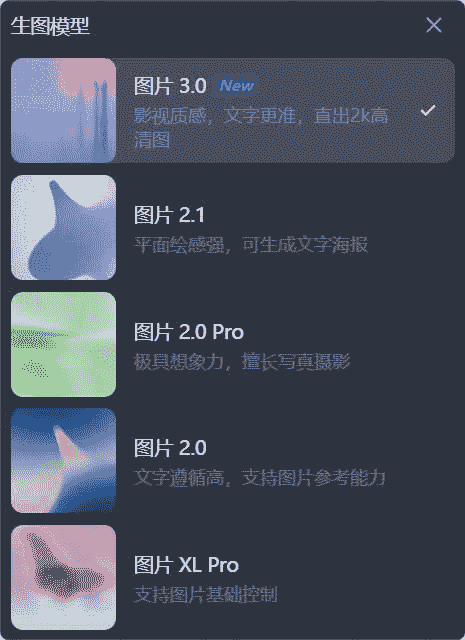 生图模型
图片 3.0 New
影视质感，文字更准，直出2k高
清图
图片 2.1
平面绘感强，可生成文字海报
图片 2.0 Pro
极具想象力，擅长写真摄影
图片 2.0
文字遵循高，支持图片参考能力
图片 XL Pro
支持图片基础控制